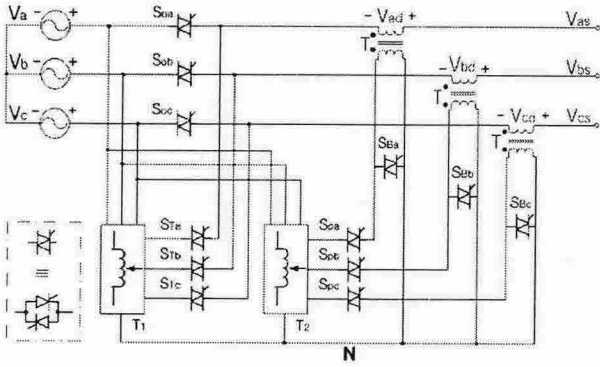 Va - + Soa - Vad + Vas
T
Vb - + Sob - Vbd + Vbs
T
Vc - + Soc - Vcd + Vcs
T
SBa
SBb
SBc
STa Spa
STb Spb
STc Spc
T1 T2
N